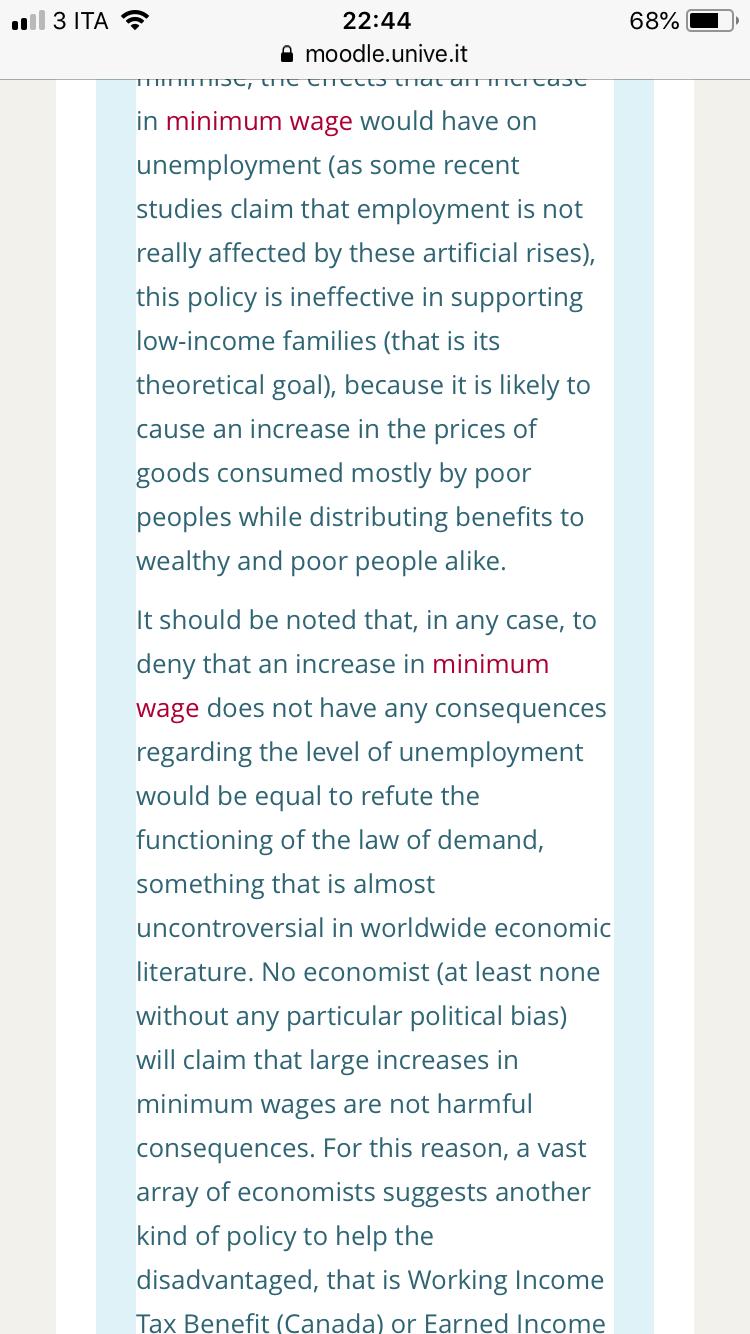 3 ITA 22:44 68%
moodle.unive.it
minimise, the effects that an increase
in minimum wage would have on
unemployment (as some recent
studies claim that employment is not
really affected by these artificial rises),
this policy is ineffective in supporting
low-income families (that is its
theoretical goal), because it is likely to
cause an increase in the prices of
goods consumed mostly by poor
peoples while distributing benefits to
wealthy and poor people alike.
It should be noted that, in any case, to
deny that an increase in minimum
wage does not have any consequences
regarding the level of unemployment
would be equal to refute the
functioning of the law of demand,
something that is almost
uncontroversial in worldwide economic
literature. No economist (at least none
without any particular political bias)
will claim that large increases in
minimum wages are not harmful
consequences. For this reason, a vast
array of economists suggests another
kind of policy to help the
disadvantaged, that is Working Income
Tax Benefit (Canada) or Earned Income